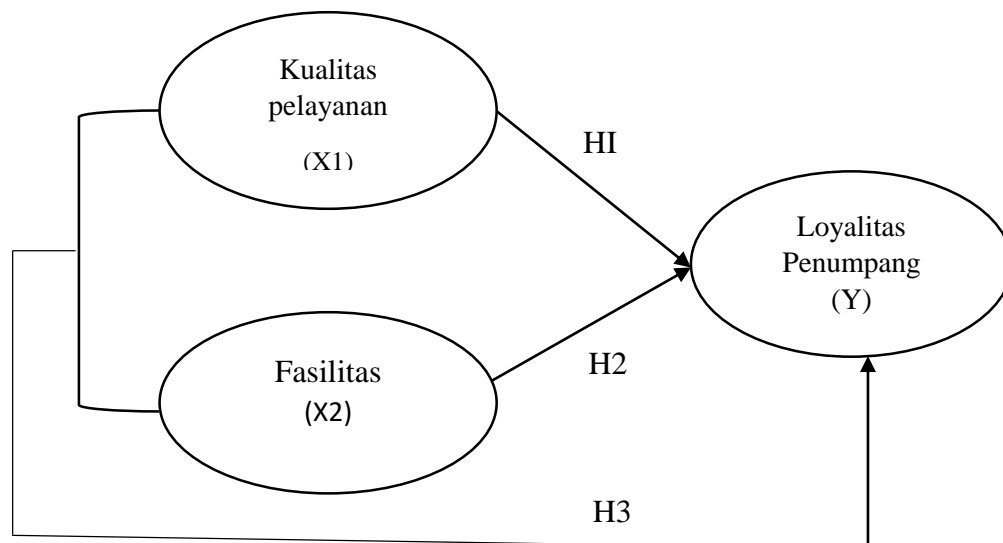 Kualitas
pelayanan
(X1)
HI
Loyalitas
Penumpang
(Y)
Fasilitas
(X2)
H2
H3